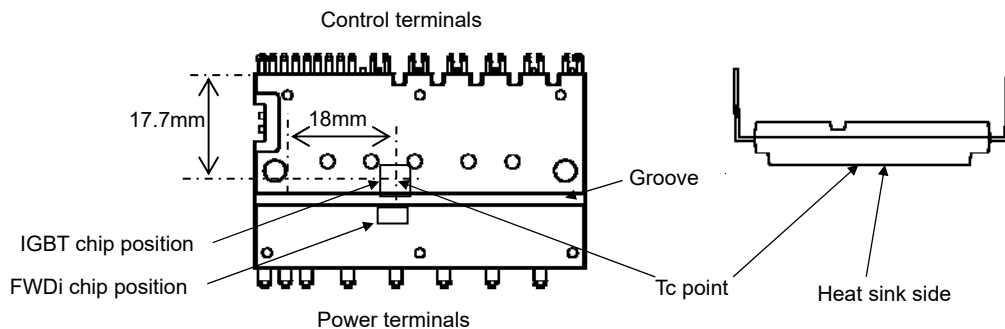 Control terminals
17.7mm
18mm
Groove
IGBT chip position
FWDi chip position
Tc point
Heat sink side
Power terminals